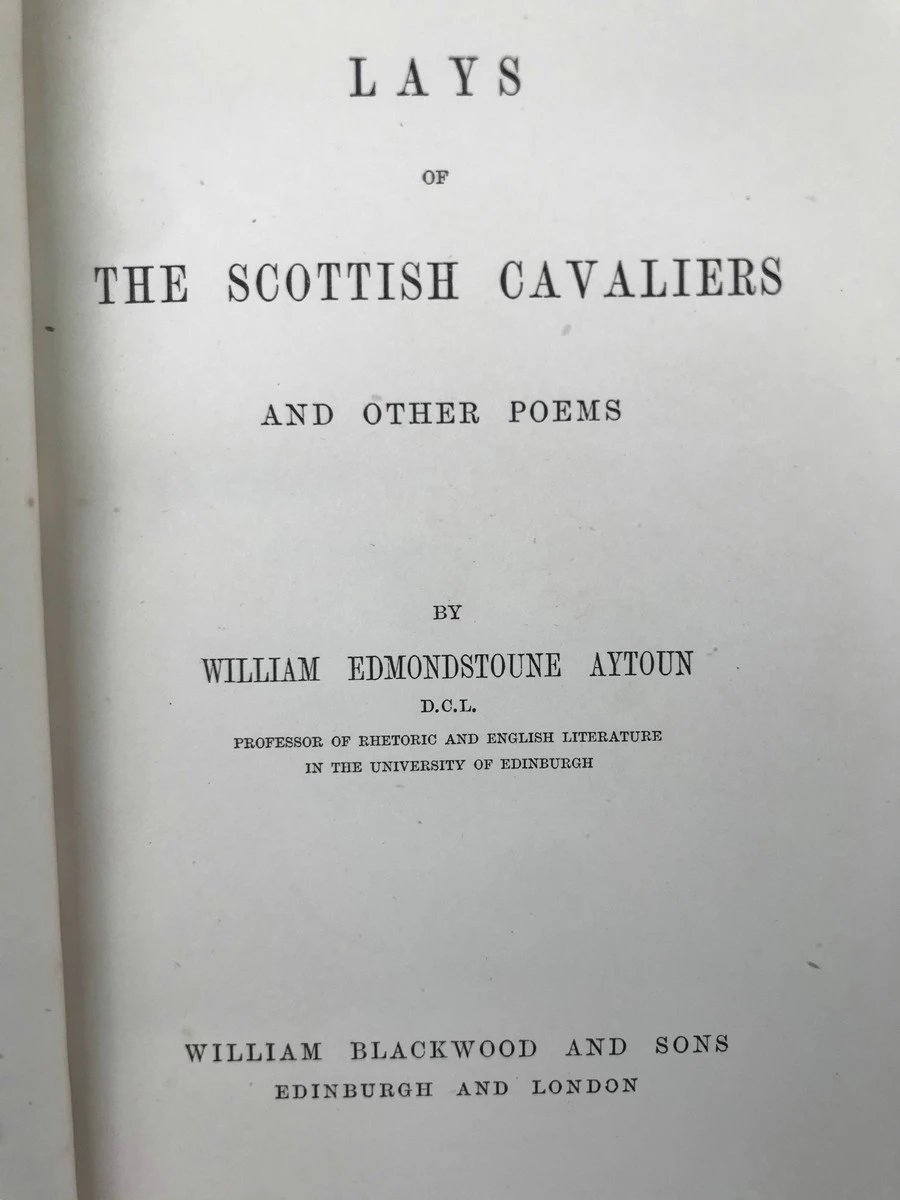 LAYS
OF
THE SCOTTISH CAVALIERS
AND OTHER POEMS
BY
WILLIAM EDMONDSTOUNE AYTOUN
D.C.L.
PROFESSOR OF RHETORIC AND ENGLISH LITERATURE
IN THE UNIVERSITY OF EDINBURGH
WILLIAM BLACKWOOD AND SONS
EDINBURGH AND LONDON